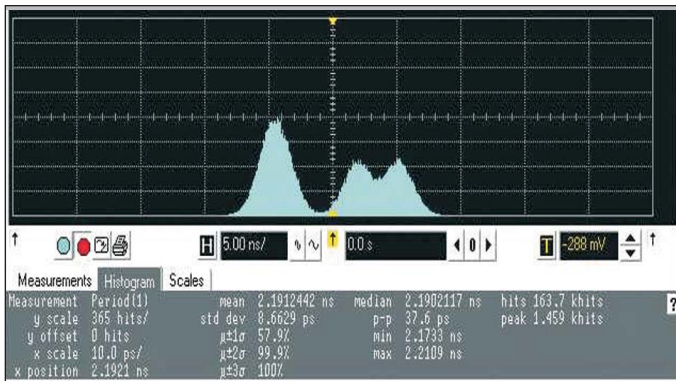 H 5.00 ns/ 0.0 s 0 T -288 mV
Measurements Histogram Scales
Measurement Period(1) mean 2.1912442 ns median 2.1902117 ns hits 163.7 khits
y scale 365 hits/ std dev 8.6629 ps p-p 37.6 ps peak 1.459 khits
y offset 0 hits µ±1σ 57.9% min 2.1733 ns
x scale 10.0 ps/ µ±2σ 99.9% max 2.2109 ns
x position 2.1921 ns µ±3σ 100%
?